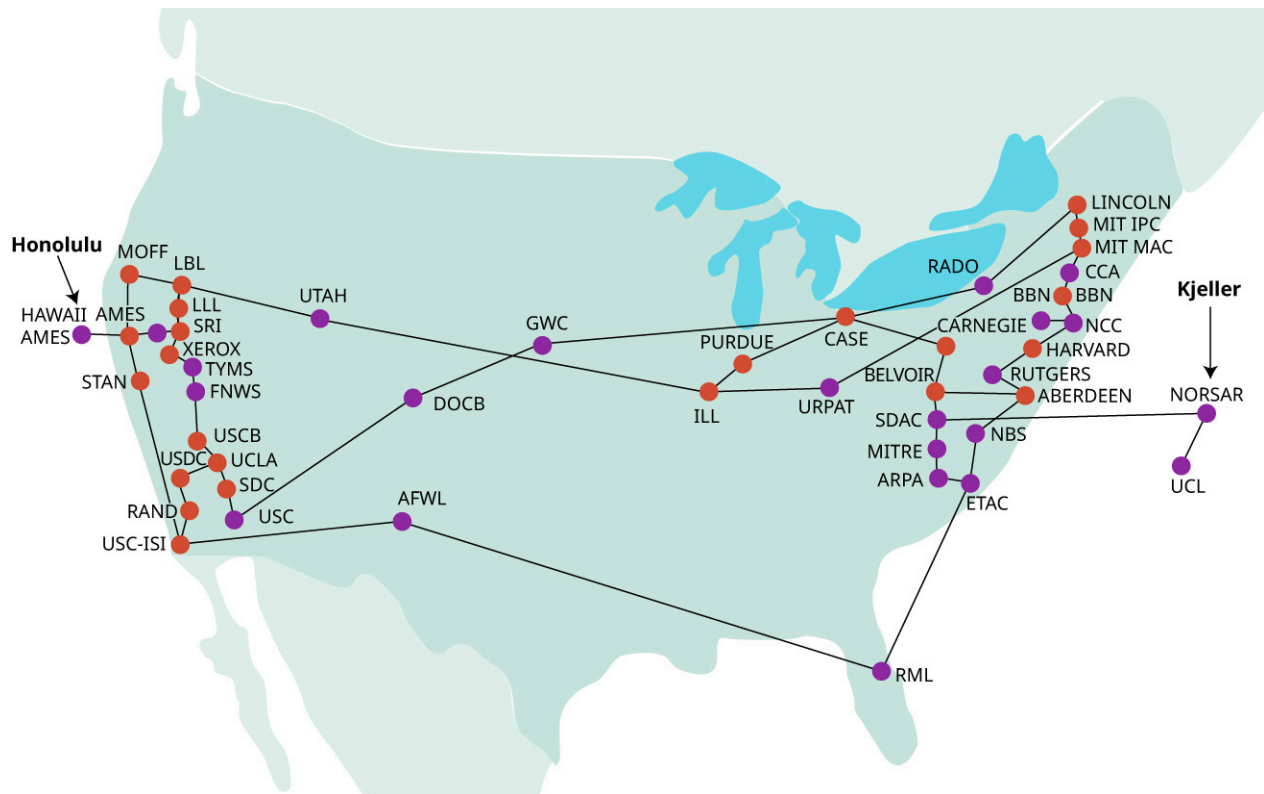 Honolulu
HAWAII
AMES
MOFF
AMES
LBL
LLL
SRI
XEROX
TYMS
FNWS
STAN
USCB
USDC
UCLA
SDC
RAND
USC
USC-ISI
UTAH
GWC
DOCB
AFWL
PURDUE
CASE
ILL
URPAT
RADO
LINCOLN
MIT IPC
MIT MAC
CCA
BBN
BBN
CARNEGIE
NCC
HARVARD
BELVOIR
RUTGERS
ABERDEEN
SDAC
NBS
MITRE
ARPA
ETAC
RML
Kjeller
NORSAR
UCL